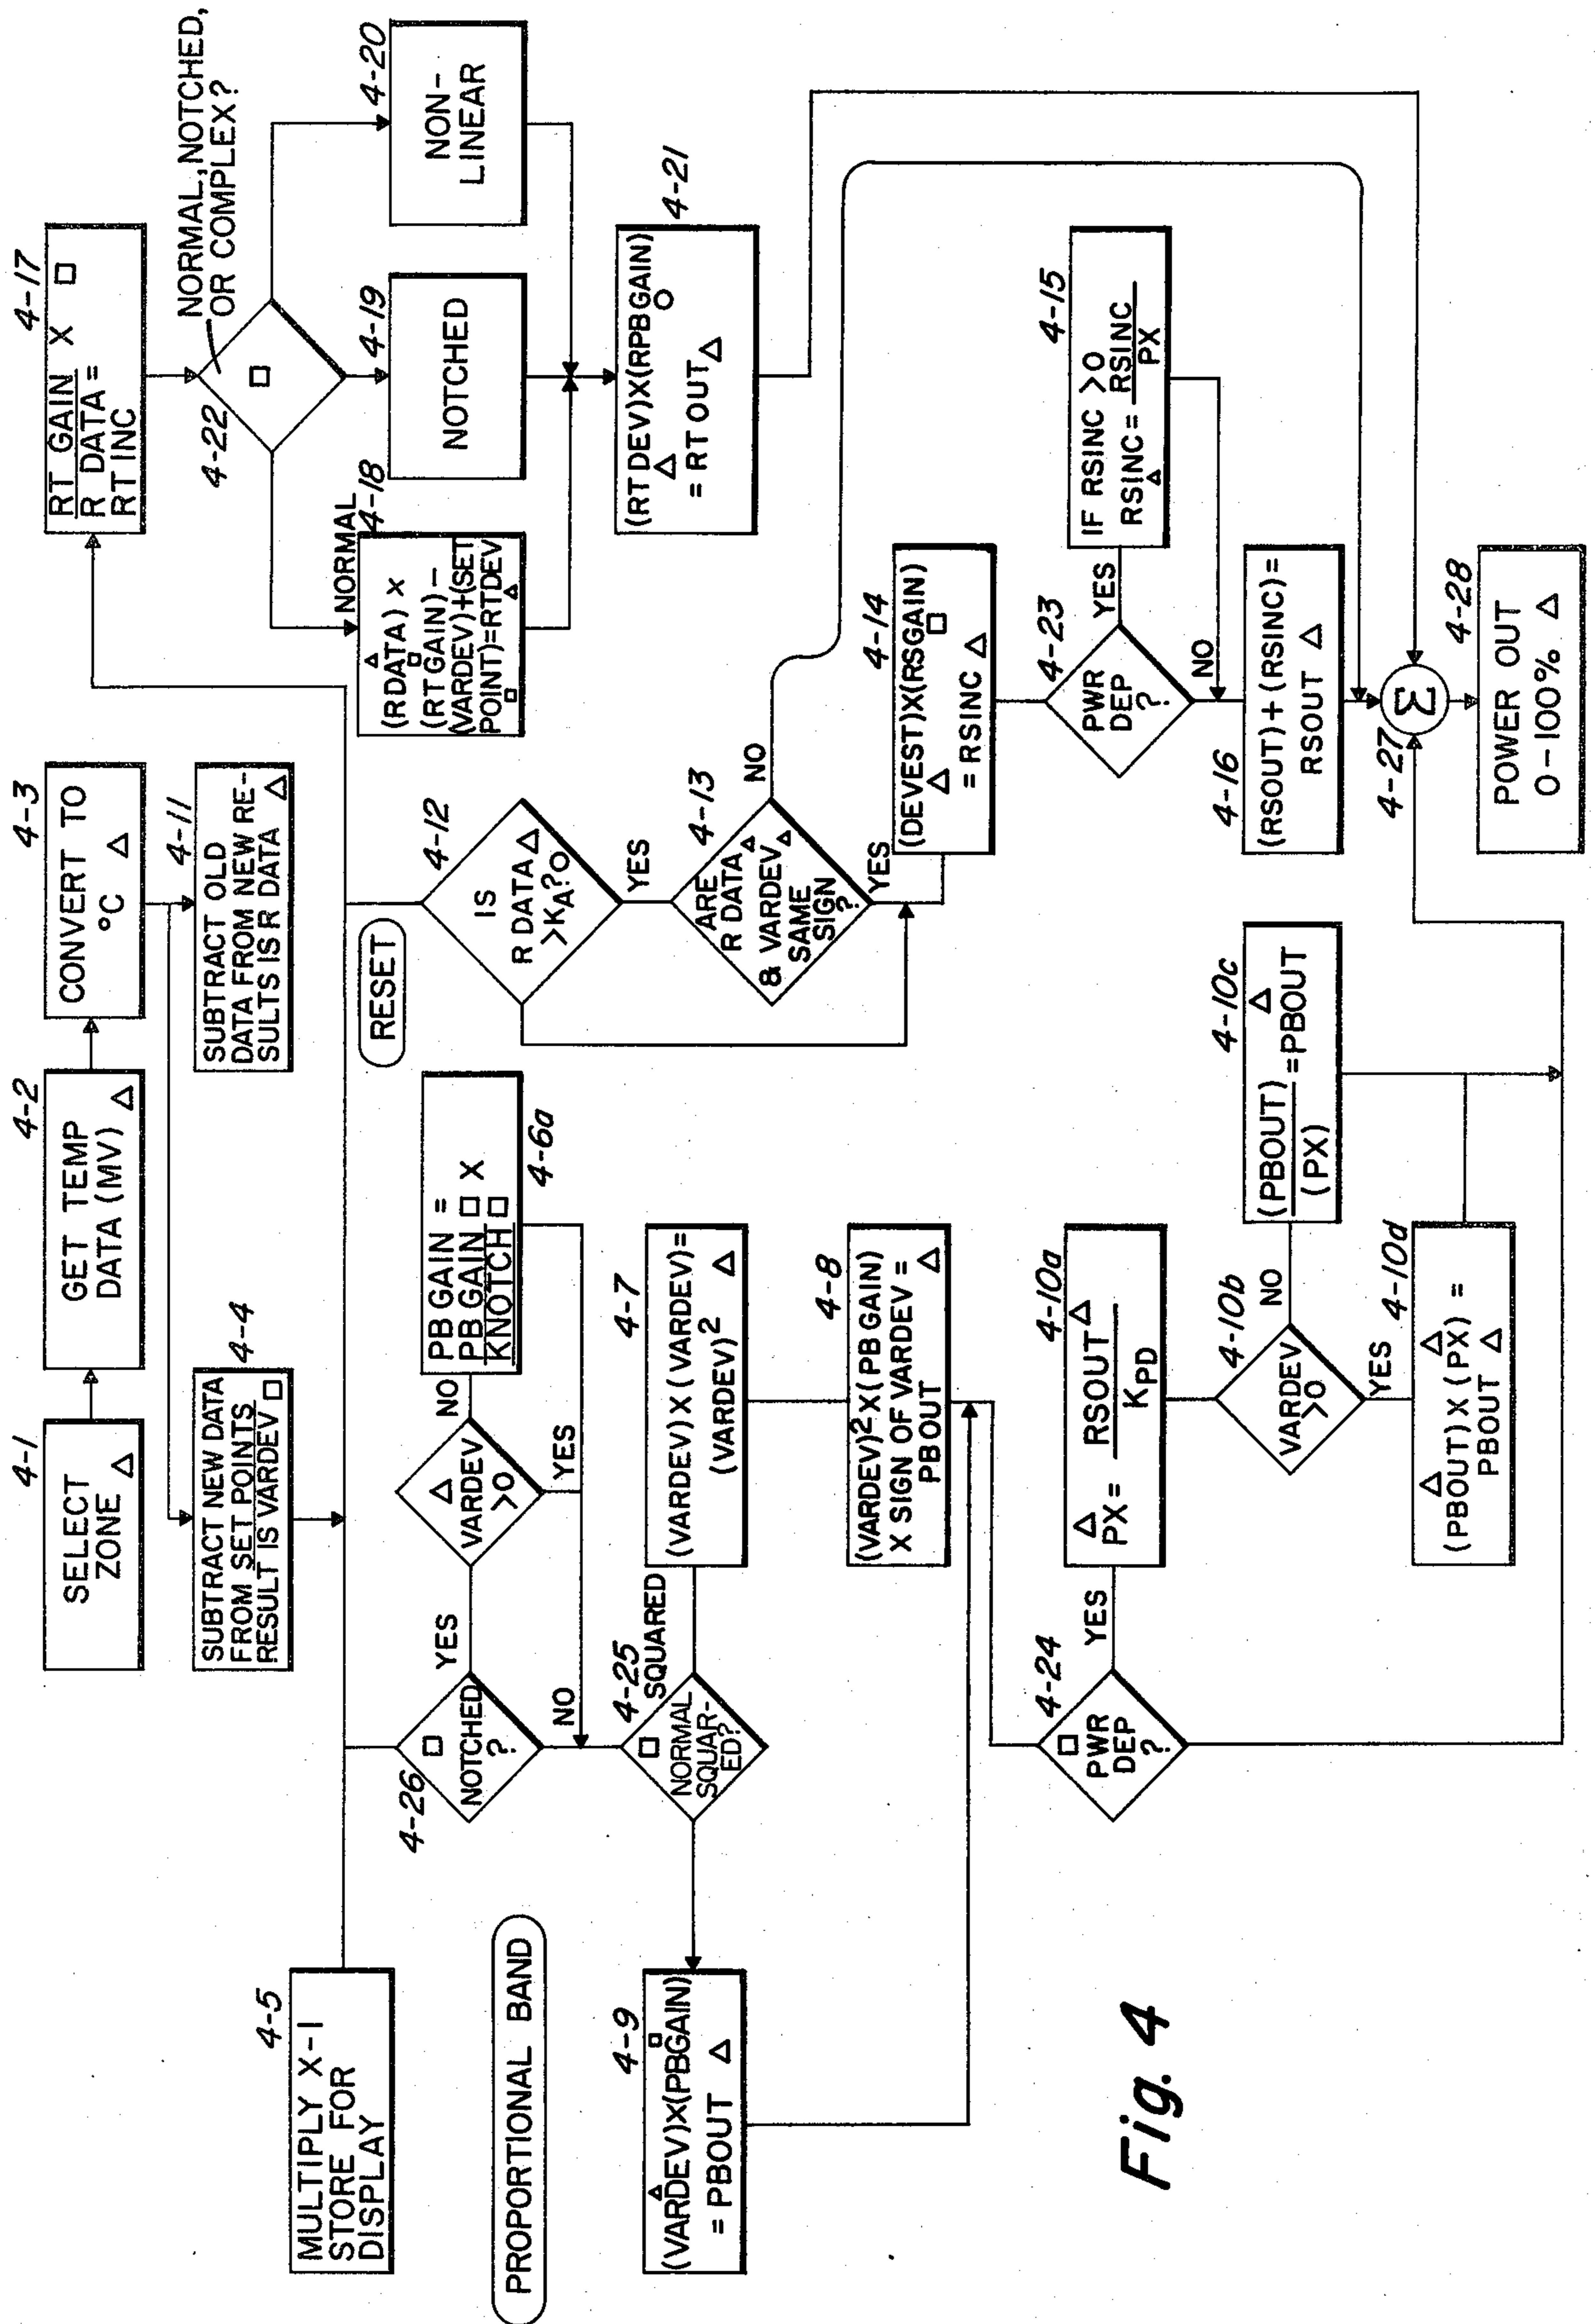 4-1
SELECT
ZONE △
4-2
GET TEMP
DATA (MV) △
4-3
CONVERT TO
°C △
4-4
SUBTRACT NEW DATA
FROM SET POINTS
RESULT IS VARDEV □
4-11
SUBTRACT OLD
DATA FROM NEW RE-
SULTS IS R DATA △
4-5
MULTIPLY X-1
STORE FOR
DISPLAY
4-17
RT GAIN X □
R DATA =
RT INC
4-22
□
NORMAL, NOTCHED,
OR COMPLEX?
NORMAL
4-18
(RDATA) X
(RT GAIN) -
(VARDEV)+(SET
POINT)=RTDEV
4-19
NOTCHED
4-20
NON-
LINEAR
4-21
(RT DEV)X(RPB GAIN)
△ ○
= RT OUT △
PROPORTIONAL BAND
4-26
□
NOTCHED
?
YES
NO
△
VARDEV
>0
NO
YES
PB GAIN =
PB GAIN □ X
KNOTCH □
4-6a
4-25
□
NORMAL
SQUAR-
ED?
SQUARED
4-7
(VARDEV) X (VARDEV)=
(VARDEV)² △
4-8
(VARDEV)² X (PB GAIN)
X SIGN OF VARDEV =
PBOUT △
4-9
(VARDEV)X(PBGAIN)
= PBOUT △
4-24
□
PWR
DEP
?
YES
4-10a
△ △
PX = RSOUT
K PD
4-10b
VARDEV
>0
NO
YES
4-10c
(PBOUT) = PBOUT △
(PX)
4-10d
△ △
(PBOUT) X (PX) =
PBOUT △
RESET
4-12
IS
R DATA △
>KA? ○
YES
4-13
ARE
R DATA △
& VARDEV △
SAME
SIGN
?
NO
YES
4-14
(DEVEST)X(RSGAIN)
△ □
= RSINC △
4-23
PWR
DEP
?
YES
NO
4-15
IF RSINC >0
RSINC = RSINC
△ PX
4-16
(RSOUT) + (RSINC) =
RSOUT △
4-27
Σ
4-28
POWER OUT
0-100% △
Fig. 4